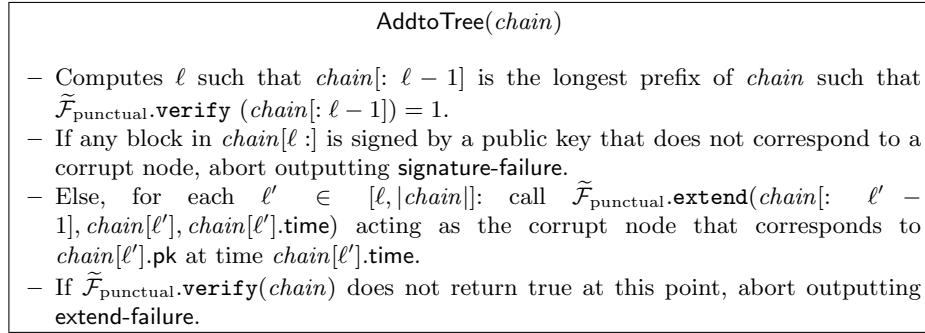 AddtoTree(chain)
– Computes ℓ such that chain[: ℓ − 1] is the longest prefix of chain such that
F̃punctual.verify (chain[: ℓ − 1]) = 1.
– If any block in chain[ℓ :] is signed by a public key that does not correspond to a
corrupt node, abort outputting signature-failure.
– Else, for each ℓ′ ∈ [ℓ, |chain|]: call F̃punctual.extend(chain[: ℓ′ −
1], chain[ℓ′], chain[ℓ′].time) acting as the corrupt node that corresponds to
chain[ℓ′].pk at time chain[ℓ′].time.
– If F̃punctual.verify(chain) does not return true at this point, abort outputting
extend-failure.